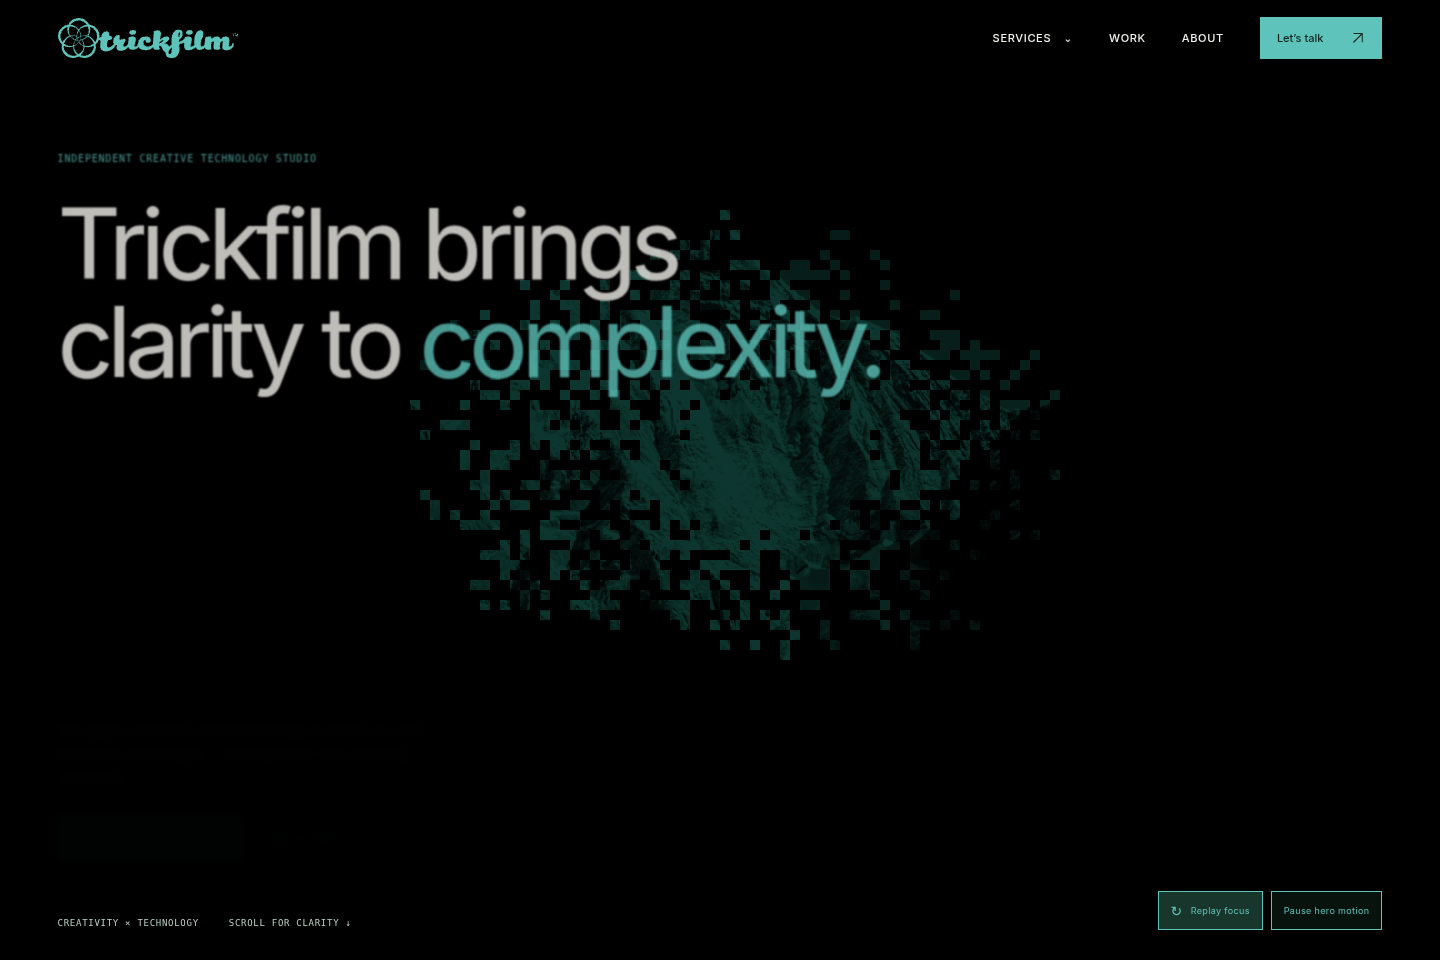 trickfilm™
SERVICES
WORK
ABOUT
Let's talk
INDEPENDENT CREATIVE TECHNOLOGY STUDIO
Trickfilm brings
clarity to complexity.
CREATIVITY × TECHNOLOGY
SCROLL FOR CLARITY ↓
↻ Replay focus
Pause hero motion